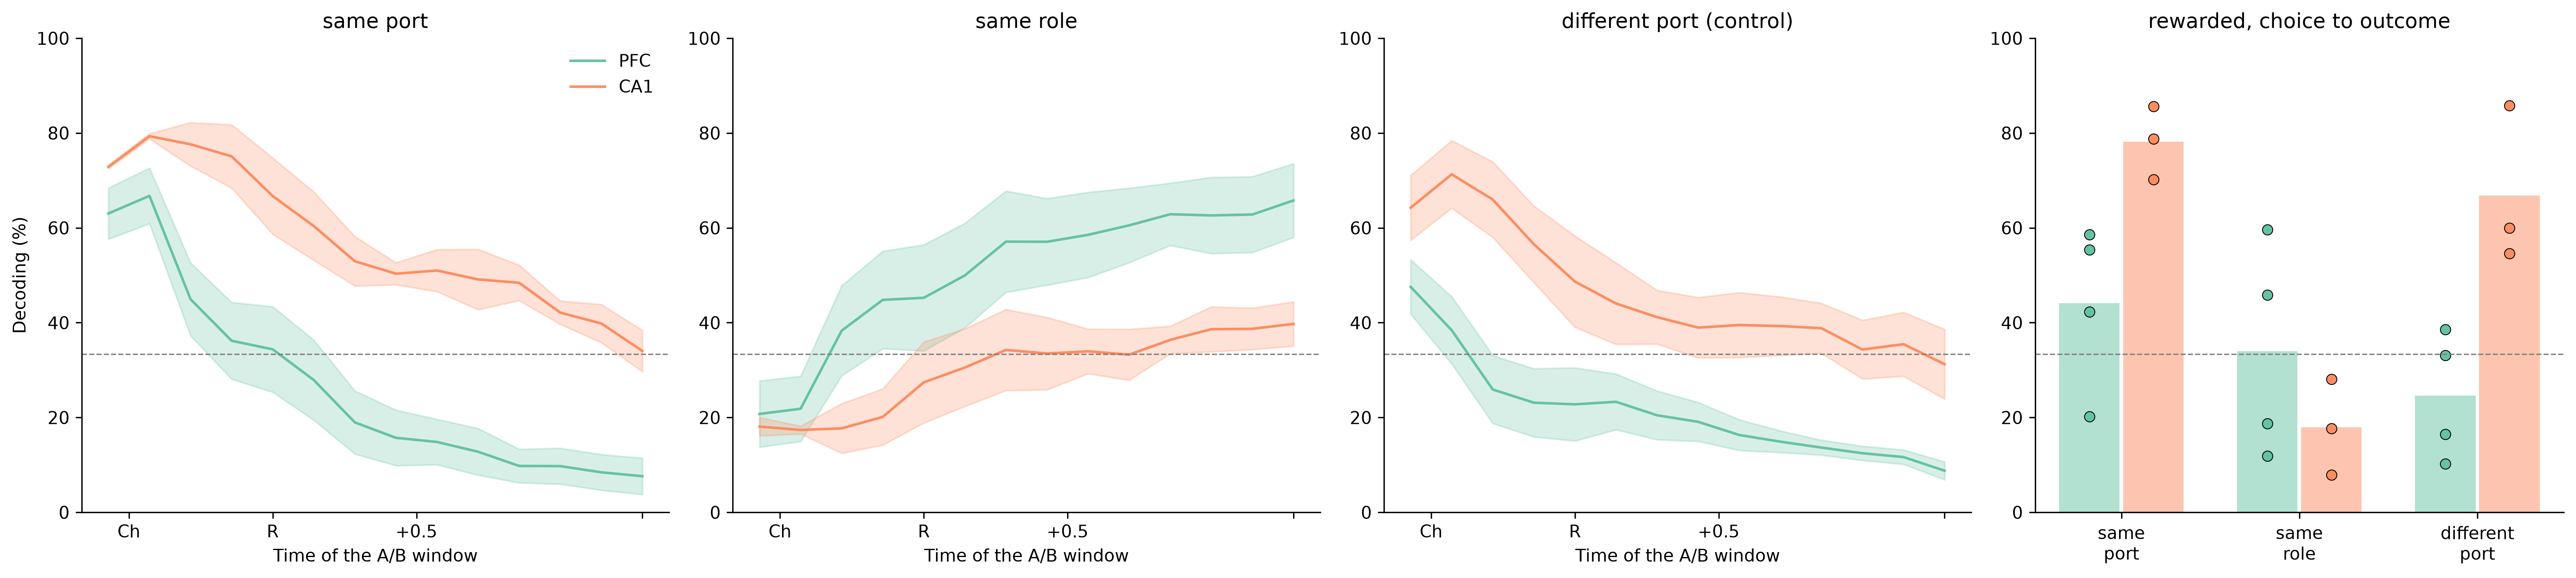 same port
100
80
60
40
20
0
Decoding (%)
PFC
CA1
Ch
R
+0.5
Time of the A/B window
same role
100
80
60
40
20
0
Ch
R
+0.5
Time of the A/B window
different port (control)
100
80
60
40
20
0
Ch
R
+0.5
Time of the A/B window
rewarded, choice to outcome
100
80
60
40
20
0
same
port
same
role
different
port